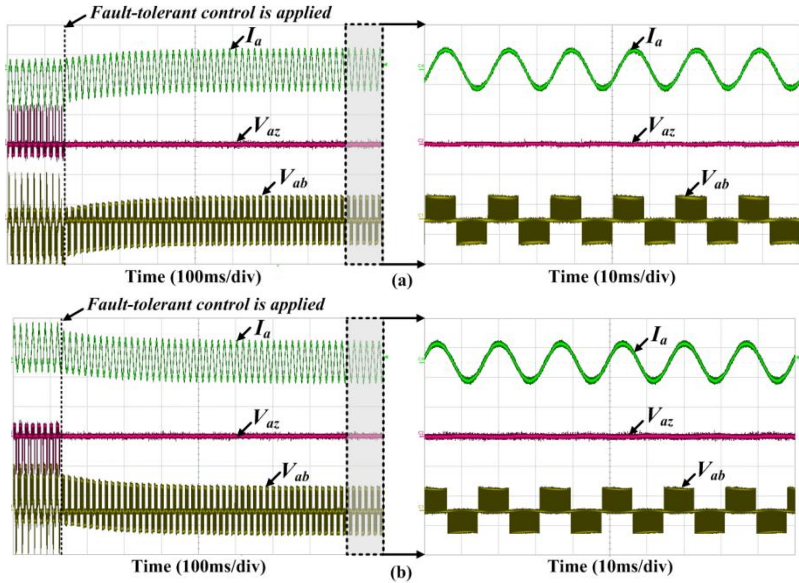 Fault-tolerant control is applied
Ia
Vaz
Vab
Ia
Vaz
Vab
Time (100ms/div)
(a)
Time (10ms/div)
Fault-tolerant control is applied
Ia
Vaz
Vab
Ia
Vaz
Vab
Time (100ms/div)
(b)
Time (10ms/div)